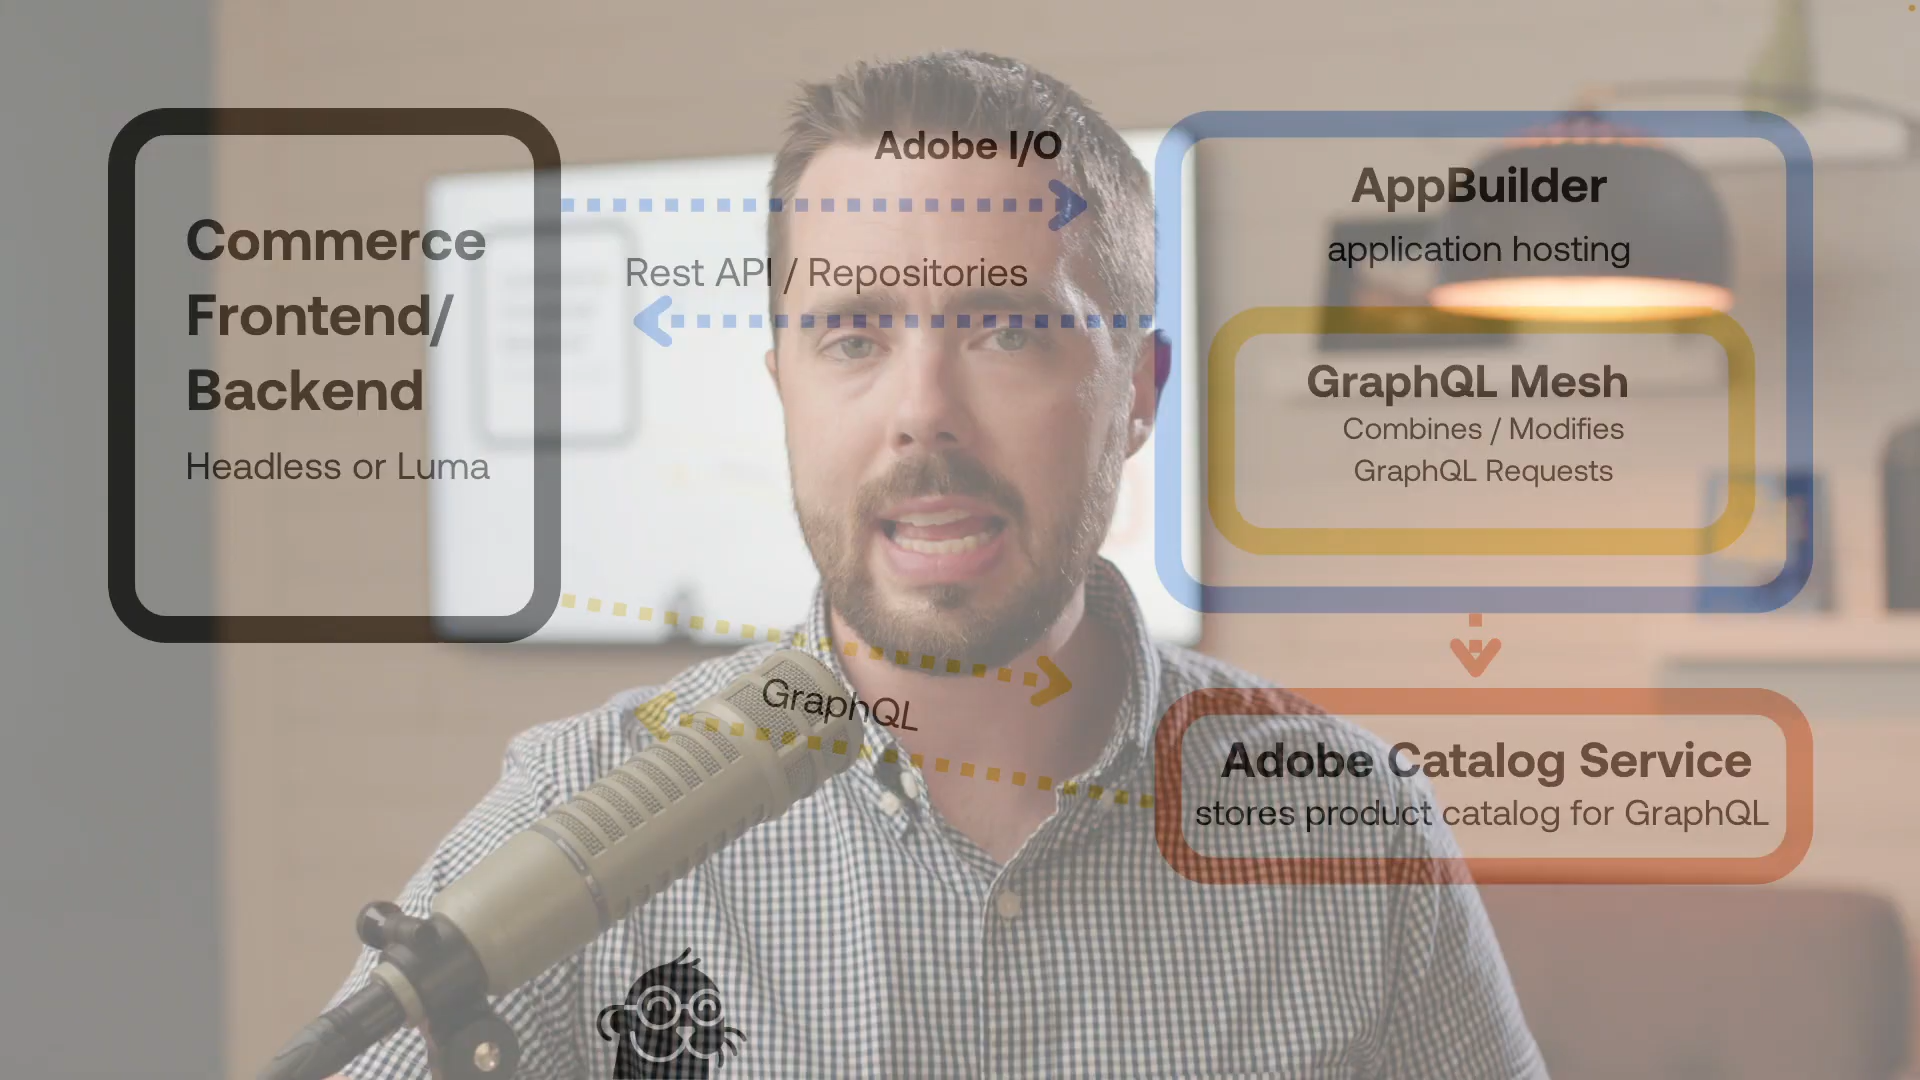 Commerce
Frontend/
Backend
Headless or Luma
Adobe I/O
Rest API / Repositories
GraphQL
AppBuilder
application hosting
GraphQL Mesh
Combines / Modifies
GraphQL Requests
Adobe Catalog Service
stores product catalog for GraphQL